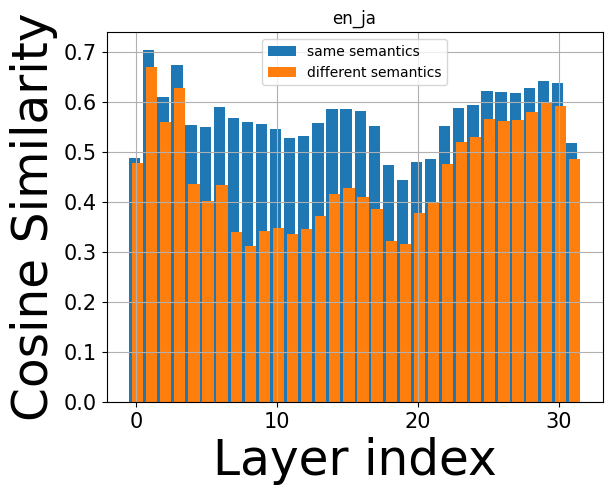 en_ja
same semantics
different semantics
Cosine Similarity
0.7
0.6
0.5
0.4
0.3
0.2
0.1
0.0
0 10 20 30
Layer index